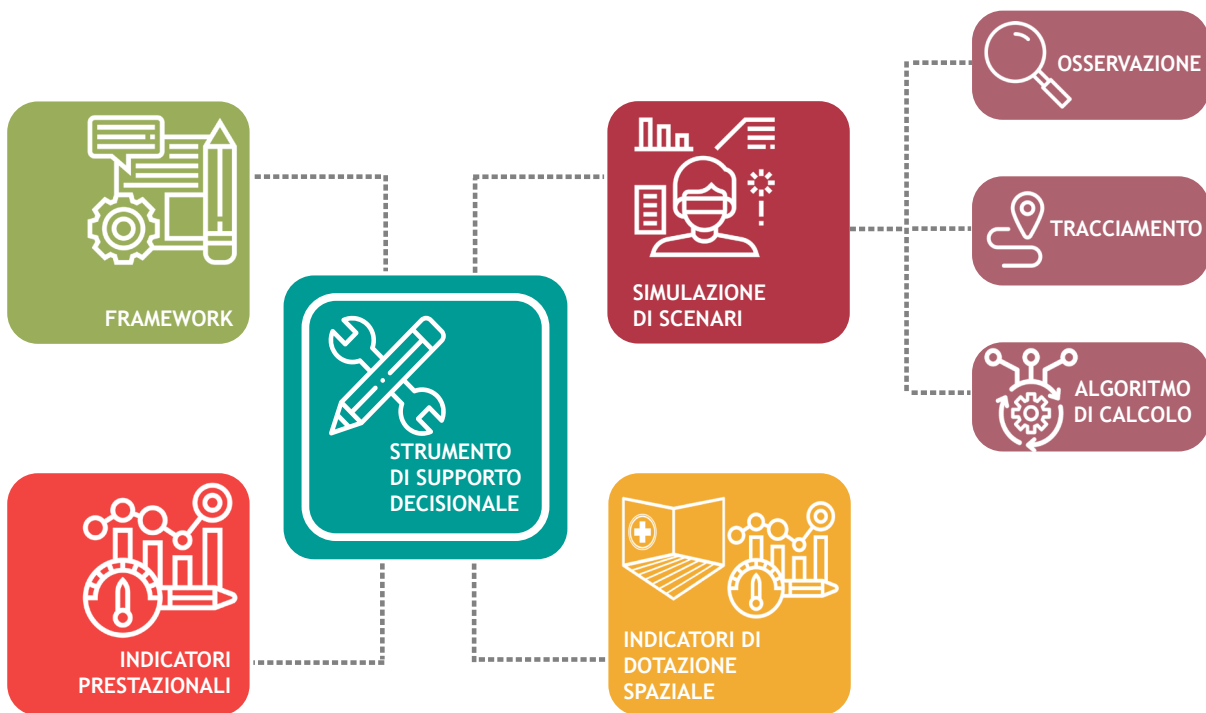 OSSERVAZIONE
TRACCIAMENTO
ALGORITMO
DI CALCOLO
FRAMEWORK
SIMULAZIONE
DI SCENARI
STRUMENTO
DI SUPPORTO
DECISIONALE
INDICATORI
PRESTAZIONALI
INDICATORI DI
DOTAZIONE
SPAZIALE